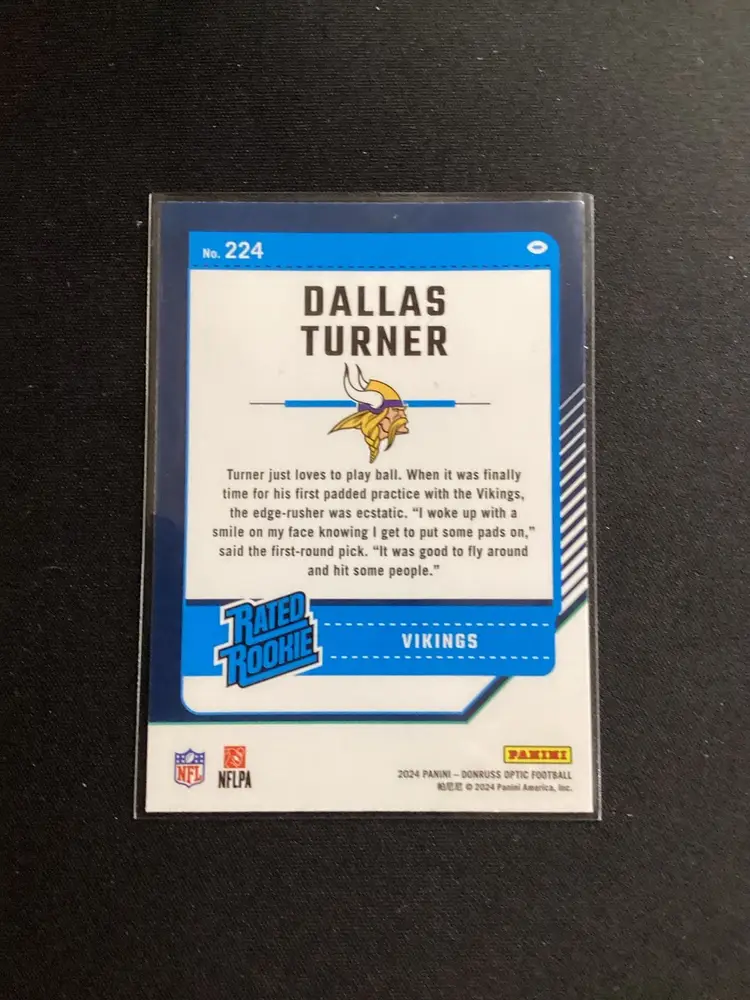 No. 224
DALLAS
TURNER
Turner just loves to play ball. When it was finally
time for his first padded practice with the Vikings,
the edge-rusher was ecstatic. “I woke up with a
smile on my face knowing I get to put some pads on,”
said the first-round pick. “It was good to fly around
and hit some people.”
RATED
ROOKIE
VIKINGS
NFL
NFLPA
PANINI
2024 PANINI – DONRUSS OPTIC FOOTBALL
帕尼尼 © 2024 Panini America, Inc.